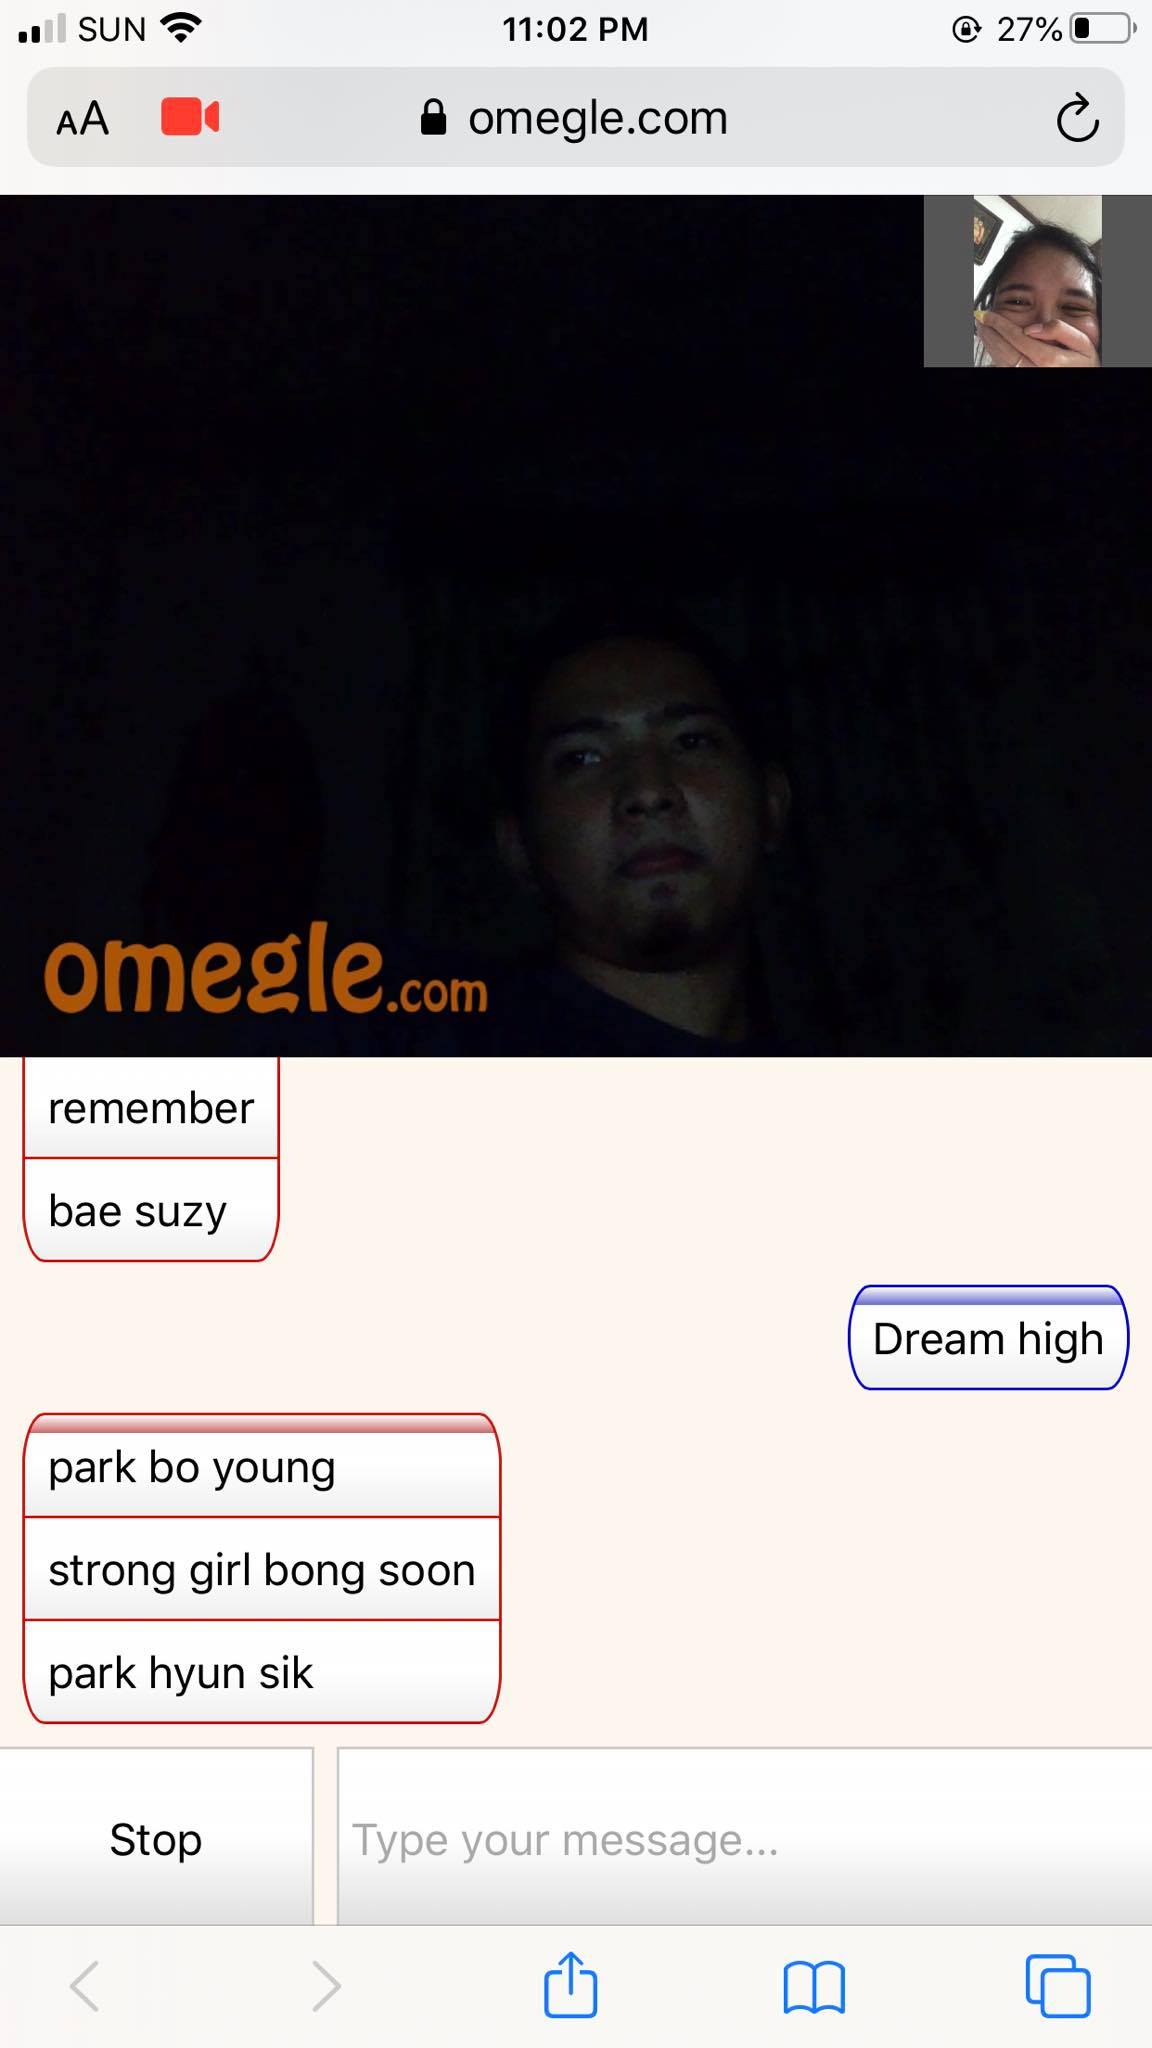 SUN 11:02 PM 27%
AA omegle.com
omegle.com
remember
bae suzy
Dream high
park bo young
strong girl bong soon
park hyun sik
Stop Type your message...